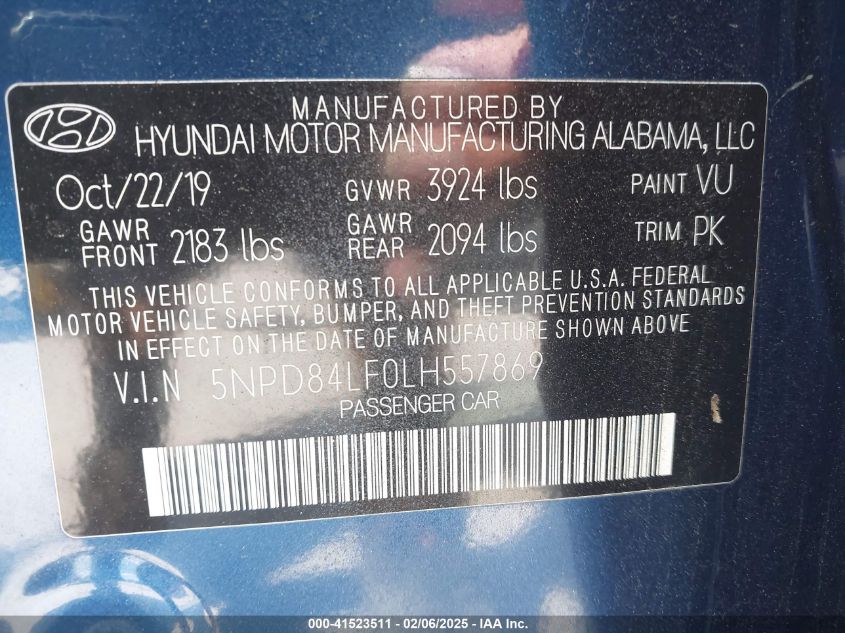 MANUFACTURED BY
HYUNDAI MOTOR MANUFACTURING ALABAMA, LLC
Oct/22/19 GVWR 3924 lbs PAINT VU
GAWR FRONT 2183 lbs GAWR REAR 2094 lbs TRIM PK
THIS VEHICLE CONFORMS TO ALL APPLICABLE U.S.A. FEDERAL
MOTOR VEHICLE SAFETY, BUMPER, AND THEFT PREVENTION STANDARDS
IN EFFECT ON THE DATE OF MANUFACTURE SHOWN ABOVE
V.I.N 5NPD84LF0LH557869
PASSENGER CAR
000-41523511 - 02/06/2025 - IAA Inc.